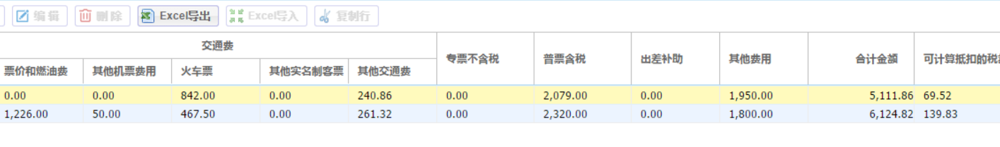 编辑 删除 Excel导出 Excel导入 复制行
交通费
专票不含税 普票含税 出差补助 其他费用 合计金额 可计算抵扣的税
票价和燃油费 其他机票费用 火车票 其他实名制客票 其他交通费
0.00 0.00 842.00 0.00 240.86 0.00 2,079.00 0.00 1,950.00 5,111.86 69.52
1,226.00 50.00 467.50 0.00 261.32 0.00 2,320.00 0.00 1,800.00 6,124.82 139.83